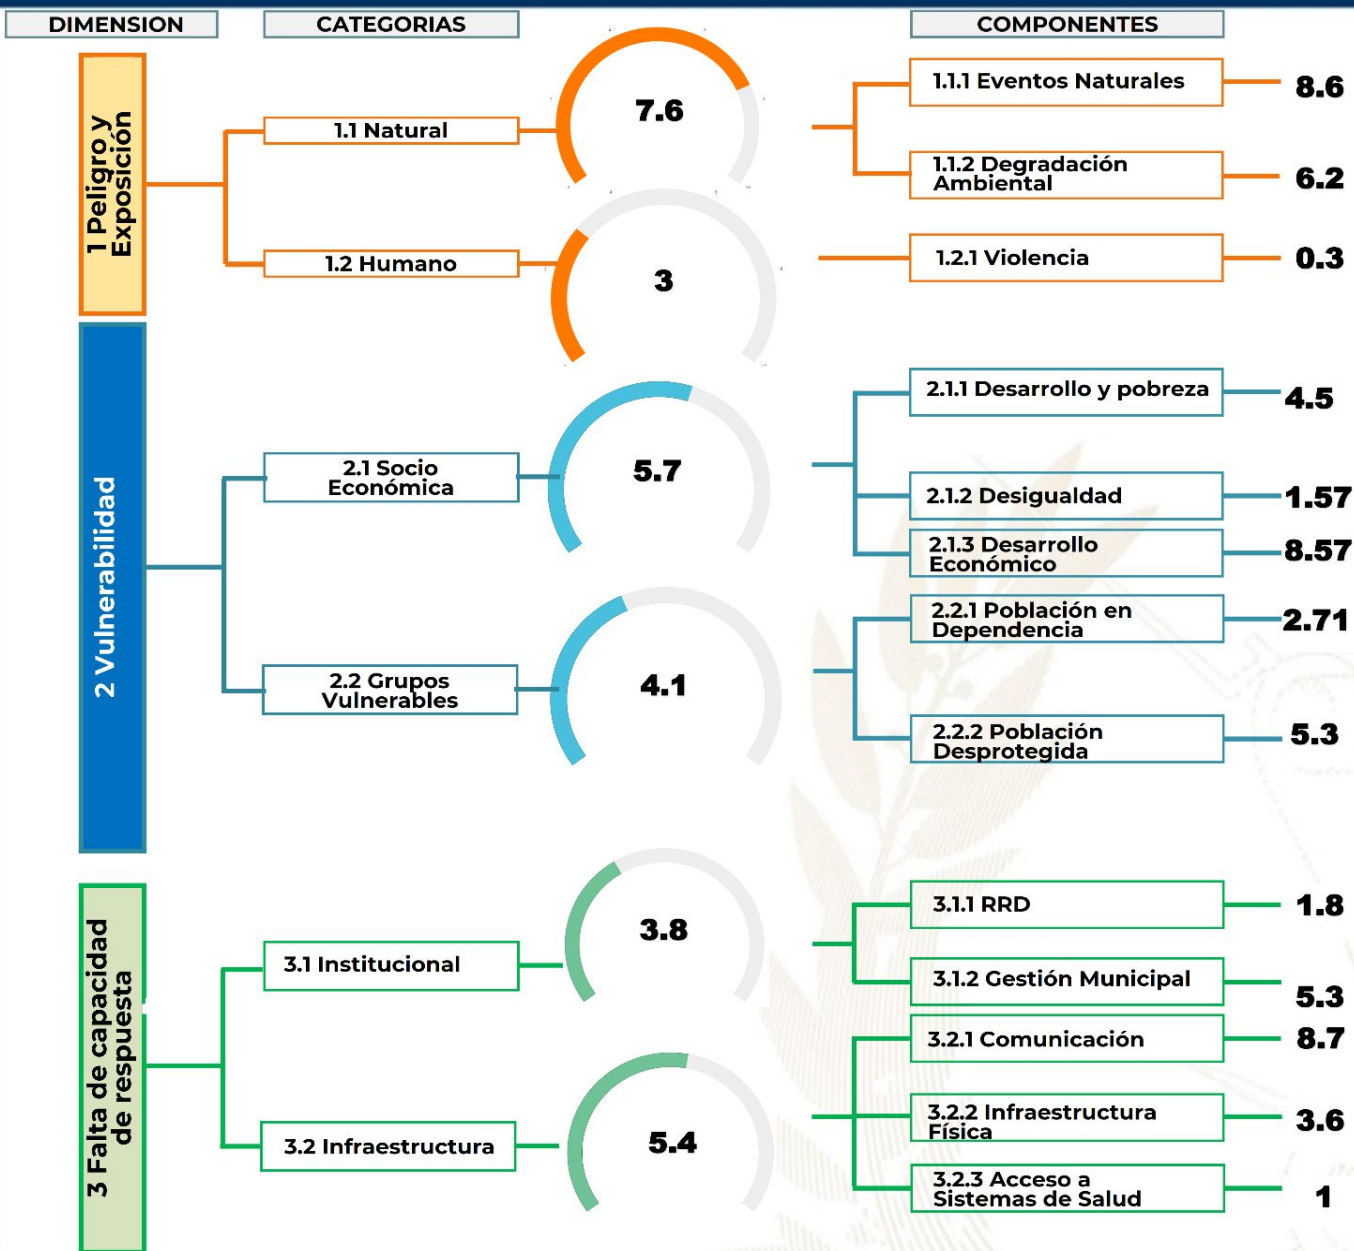 DIMENSION
CATEGORIAS
COMPONENTES
1 Peligro y
Exposición
1.1 Natural
7.6
1.1.1 Eventos Naturales
8.6
1.1.2 Degradación
Ambiental
6.2
1.2 Humano
3
1.2.1 Violencia
0.3
2 Vulnerabilidad
2.1 Socio
Económica
5.7
2.1.1 Desarrollo y pobreza
4.5
2.1.2 Desigualdad
1.57
2.1.3 Desarrollo
Económico
8.57
2.2 Grupos
Vulnerables
4.1
2.2.1 Población en
Dependencia
2.71
2.2.2 Población
Desprotegida
5.3
3 Falta de capacidad
de respuesta
3.1 Institucional
3.8
3.1.1 RRD
1.8
3.1.2 Gestión Municipal
5.3
3.2 Infraestructura
5.4
3.2.1 Comunicación
8.7
3.2.2 Infraestructura
Física
3.6
3.2.3 Acceso a
Sistemas de Salud
1